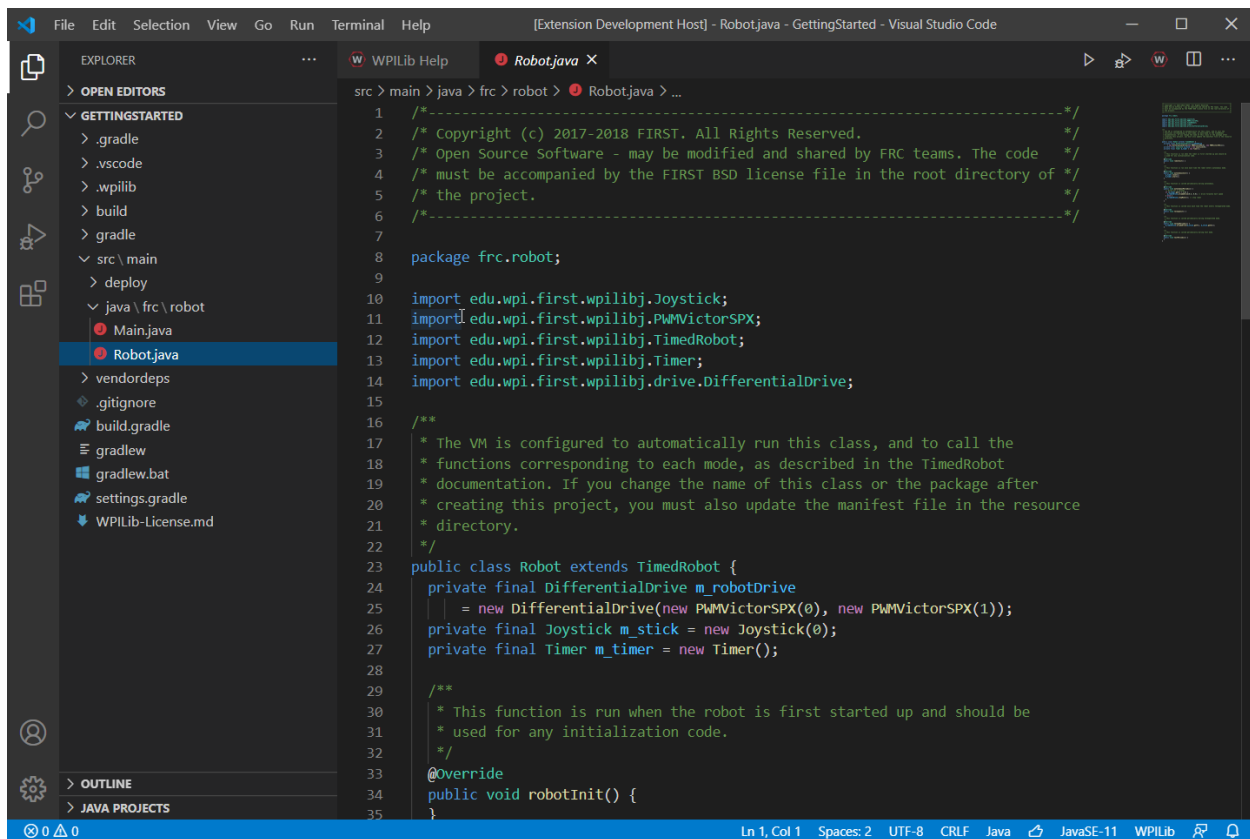 File Edit Selection View Go Run Terminal Help [Extension Development Host] - Robot.java - GettingStarted - Visual Studio Code
EXPLORER
OPEN EDITORS
GETTINGSTARTED
.gradle
.vscode
.wpilib
build
gradle
src \ main
deploy
java \ frc \ robot
Main.java
Robot.java
vendordeps
.gitignore
build.gradle
gradlew
gradlew.bat
settings.gradle
WPILib-License.md
OUTLINE
JAVA PROJECTS
WPILib Help Robot.java
src > main > java > frc > robot > Robot.java > ...
1 /*----------------------------------------------------------------------------*/
2 /* Copyright (c) 2017-2018 FIRST. All Rights Reserved.                        */
3 /* Open Source Software - may be modified and shared by FRC teams. The code   */
4 /* must be accompanied by the FIRST BSD license file in the root directory of */
5 /* the project.                                                               */
6 /*----------------------------------------------------------------------------*/
7
8 package frc.robot;
9
10 import edu.wpi.first.wpilibj.Joystick;
11 import edu.wpi.first.wpilibj.PWMVictorSPX;
12 import edu.wpi.first.wpilibj.TimedRobot;
13 import edu.wpi.first.wpilibj.Timer;
14 import edu.wpi.first.wpilibj.drive.DifferentialDrive;
15
16 /**
17  * The VM is configured to automatically run this class, and to call the
18  * functions corresponding to each mode, as described in the TimedRobot
19  * documentation. If you change the name of this class or the package after
20  * creating this project, you must also update the manifest file in the resource
21  * directory.
22  */
23 public class Robot extends TimedRobot {
24   private final DifferentialDrive m_robotDrive
25       = new DifferentialDrive(new PWMVictorSPX(0), new PWMVictorSPX(1));
26   private final Joystick m_stick = new Joystick(0);
27   private final Timer m_timer = new Timer();
28
29   /**
30    * This function is run when the robot is first started up and should be
31    * used for any initialization code.
32    */
33   @Override
34   public void robotInit() {
35   }
0 0 Ln 1, Col 1 Spaces: 2 UTF-8 CRLF Java JavaSE-11 WPILib